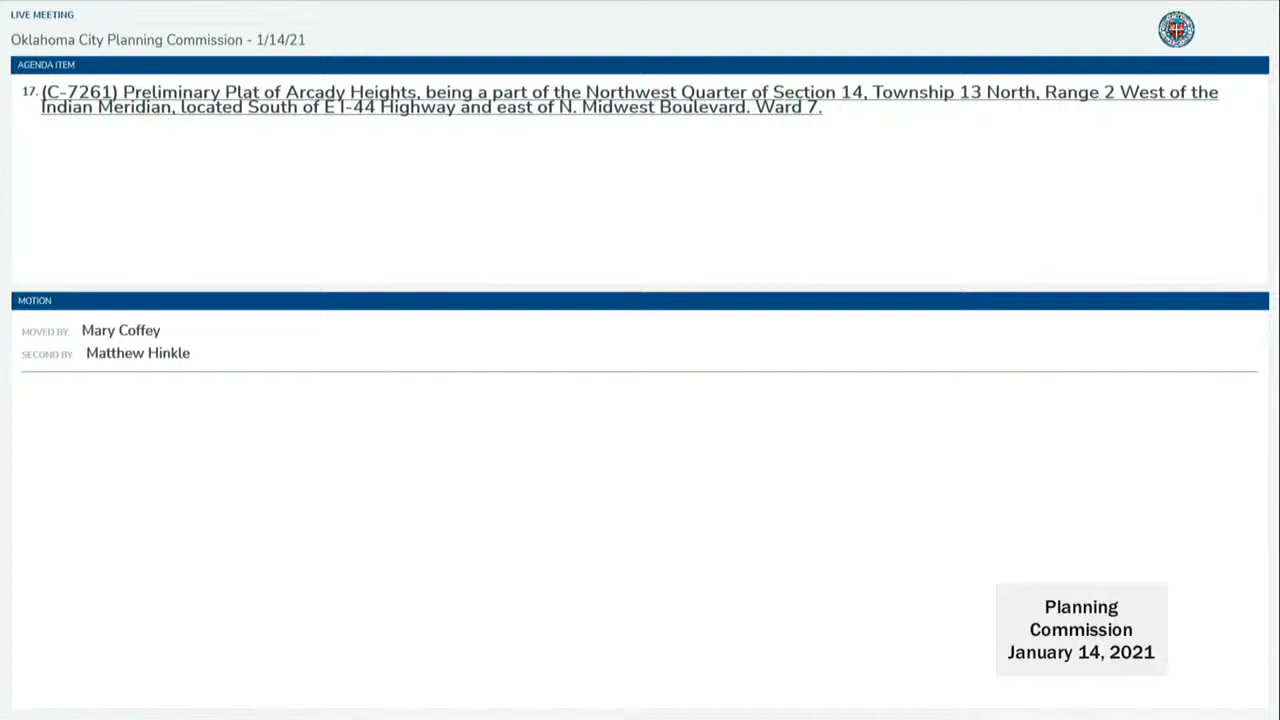 LIVE MEETING
Oklahoma City Planning Commission - 1/14/21
AGENDA ITEM
17. (C-7261) Preliminary Plat of Arcady Heights, being a part of the Northwest Quarter of Section 14, Township 13 North, Range 2 West of the
Indian Meridian, located South of E I-44 Highway and east of N. Midwest Boulevard. Ward 7.
MOTION
MOVED BY: Mary Coffey
SECOND BY: Matthew Hinkle
Planning
Commission
January 14, 2021